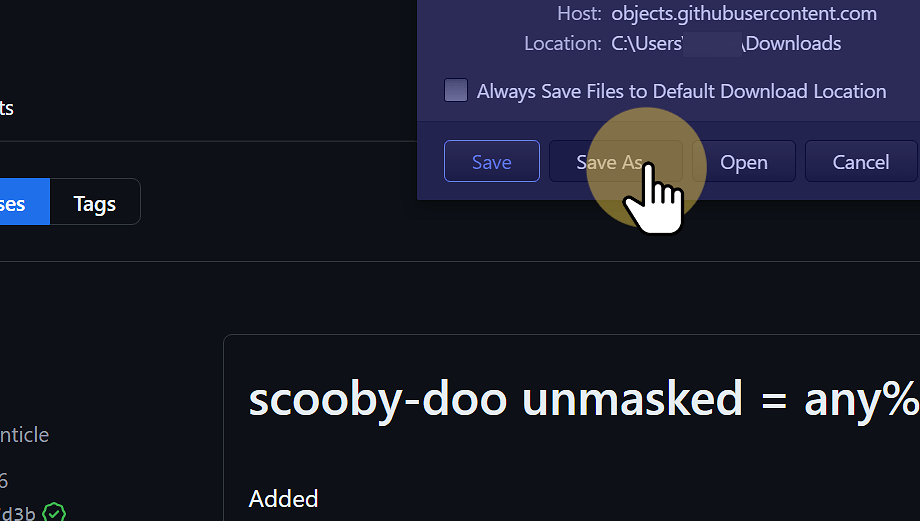 Host: objects.githubusercontent.com
Location: C:\Users\ \Downloads
Always Save Files to Default Download Location
Save Save As Open Cancel
ts
ses Tags
scooby-doo unmasked = any%
nticle
6
d3b
Added